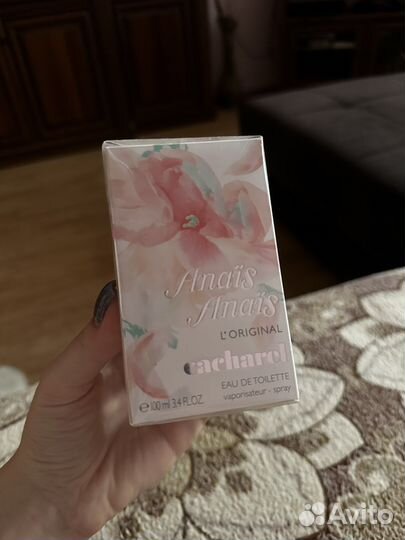 Anaïs
Anaïs
L'ORIGINAL
cacharel
EAU DE TOILETTE
vaporisateur - spray
e 100 ml 3.4 FL.OZ
Avito